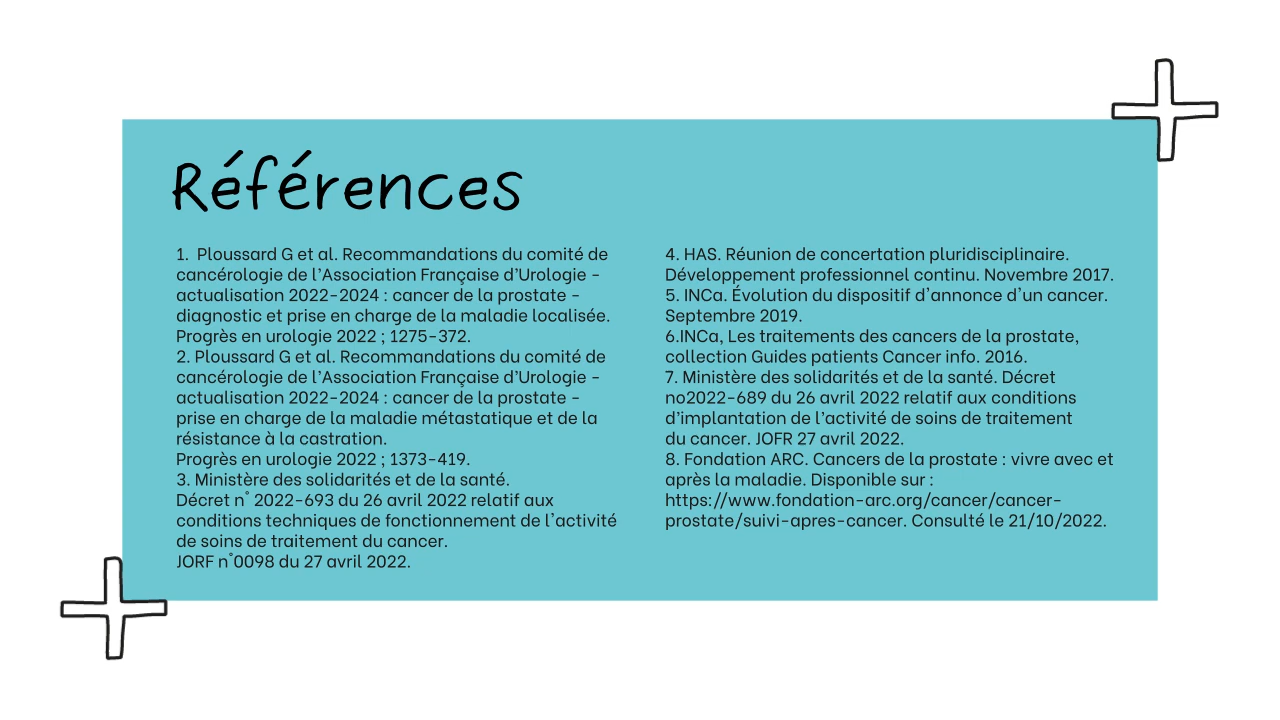 Références
1.  Ploussard G et al. Recommandations du comité de
cancérologie de l'Association Française d'Urologie -
actualisation 2022-2024 : cancer de la prostate -
diagnostic et prise en charge de la maladie localisée.
Progrès en urologie 2022 ; 1275-372.
2. Ploussard G et al. Recommandations du comité de
cancérologie de l'Association Française d'Urologie -
actualisation 2022-2024 : cancer de la prostate -
prise en charge de la maladie métastatique et de la
résistance à la castration.
Progrès en urologie 2022 ; 1373-419.
3. Ministère des solidarités et de la santé.
Décret n° 2022-693 du 26 avril 2022 relatif aux
conditions techniques de fonctionnement de l'activité
de soins de traitement du cancer.
JORF n°0098 du 27 avril 2022.
4. HAS. Réunion de concertation pluridisciplinaire.
Développement professionnel continu. Novembre 2017.
5. INCa. Évolution du dispositif d'annonce d'un cancer.
Septembre 2019.
6.INCa, Les traitements des cancers de la prostate,
collection Guides patients Cancer info. 2016.
7. Ministère des solidarités et de la santé. Décret
no2022-689 du 26 avril 2022 relatif aux conditions
d'implantation de l'activité de soins de traitement
du cancer. JOFR 27 avril 2022.
8. Fondation ARC. Cancers de la prostate : vivre avec et
après la maladie. Disponible sur :
https://www.fondation-arc.org/cancer/cancer-
prostate/suivi-apres-cancer. Consulté le 21/10/2022.